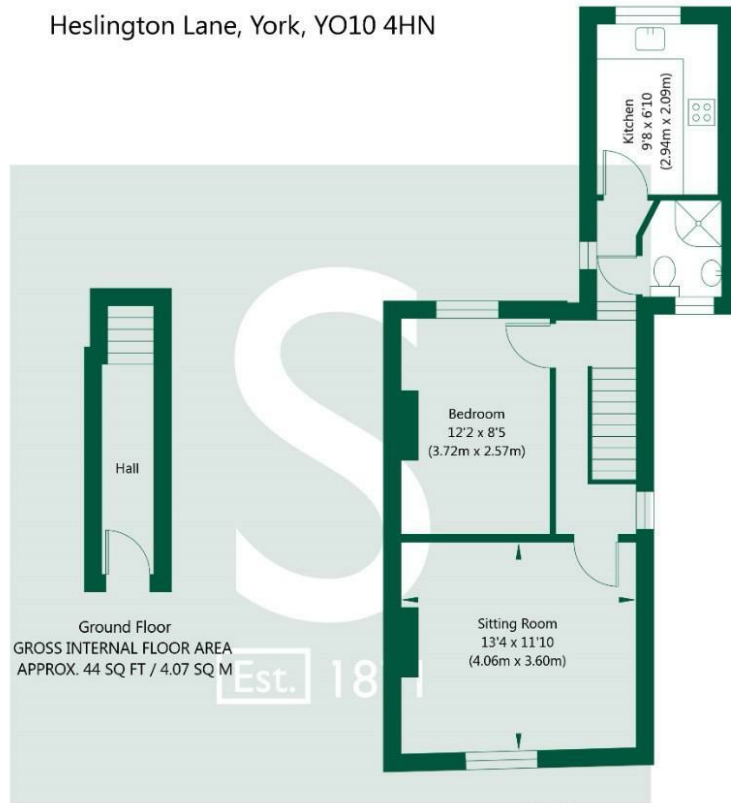 Heslington Lane, York, YO10 4HN
Kitchen
9'8 x 6'10
(2.94m x 2.09m)
Bedroom
12'2 x 8'5
(3.72m x 2.57m)
Hall
Sitting Room
13'4 x 11'10
(4.06m x 3.60m)
Ground Floor
GROSS INTERNAL FLOOR AREA
APPROX. 44 SQ FT / 4.07 SQ M
S
Est.